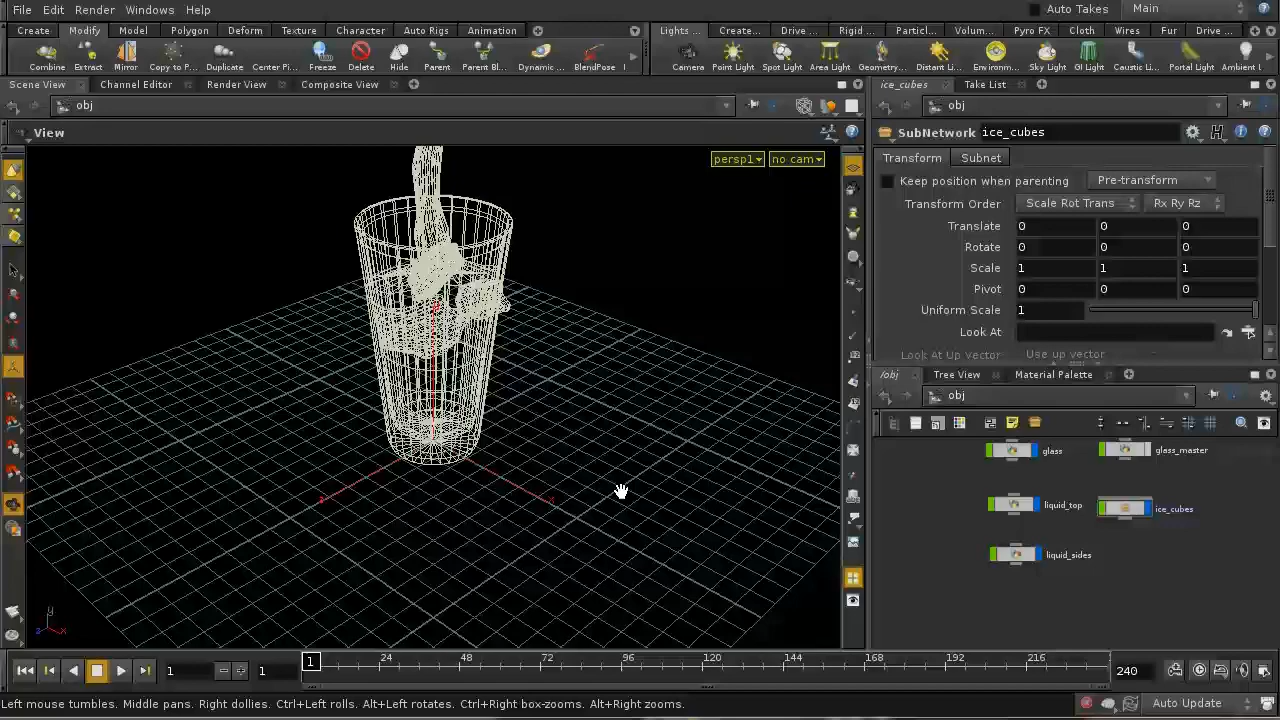 File Edit Render Windows Help Auto Takes Main
Create Modify Model Polygon Deform Texture Character Auto Rigs Animation Lights ... Create... Drive ... Rigid ... Particl... Volum... Pyro FX Cloth Wires Fur Drive ...
Combine Extract Mirror Copy to P... Duplicate Center Pi... Freeze Delete Hide Parent Parent Bl... Dynamic ... BlendPose Camera Point Light Spot Light Area Light Geometry... Distant Li... Environm... Sky Light GI Light Caustic Li... Portal Light Ambient l
Scene View Channel Editor Render View Composite View ice_cubes Take List
obj obj
View SubNetwork ice_cubes
persp1 no cam
Transform Subnet
Keep position when parenting Pre-transform
Transform Order Scale Rot Trans Rx Ry Rz
Translate 0 0 0
Rotate 0 0 0
Scale 1 1 1
Pivot 0 0 0
Uniform Scale 1
Look At
Look At Up vector Use up vector
/obj Tree View Material Palette
obj
glass glass_master
liquid_top ice_cubes
liquid_sides
y
z x
1 1 1 24 48 72 96 120 144 168 192 216 240
Left mouse tumbles. Middle pans. Right dollies. Ctrl+Left rolls. Alt+Left rotates. Ctrl+Right box-zooms. Alt+Right zooms. Auto Update